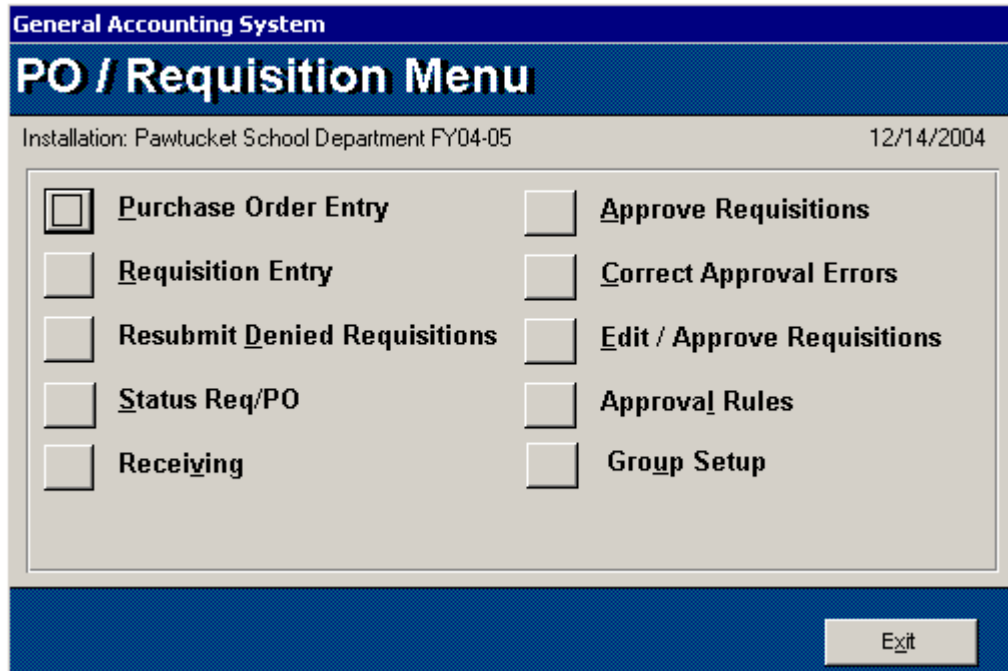 General Accounting System
PO / Requisition Menu
Installation: Pawtucket School Department FY04-05 12/14/2004
Purchase Order Entry
Requisition Entry
Resubmit Denied Requisitions
Status Req/PO
Receiving
Approve Requisitions
Correct Approval Errors
Edit / Approve Requisitions
Approval Rules
Group Setup
Exit